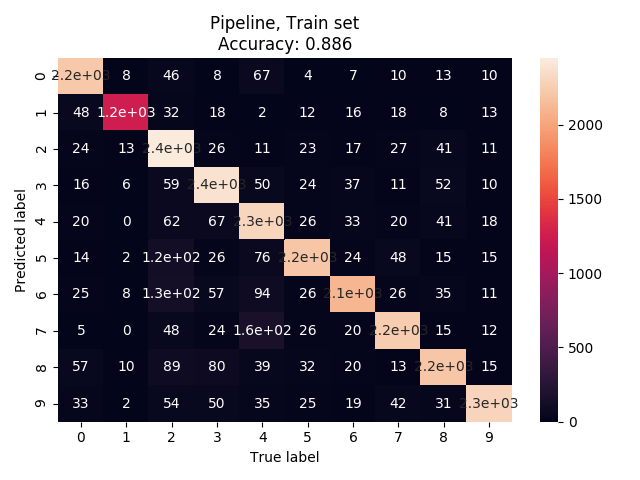 Pipeline, Train set
Accuracy: 0.886
0 2.2e+03 8 46 8 67 4 7 10 13 10
1 48 1.2e+03 32 18 2 12 16 18 8 13
2 24 13 2.4e+03 26 11 23 17 27 41 11
3 16 6 59 2.4e+03 50 24 37 11 52 10
4 20 0 62 67 2.3e+03 26 33 20 41 18
5 14 2 1.2e+02 26 76 2.2e+03 24 48 15 15
6 25 8 1.3e+02 57 94 26 2.1e+03 26 35 11
7 5 0 48 24 1.6e+02 26 20 2.2e+03 15 12
8 57 10 89 80 39 32 20 13 2.2e+03 15
9 33 2 54 50 35 25 19 42 31 2.3e+03
0 1 2 3 4 5 6 7 8 9
True label
Predicted label
2000
1500
1000
500
0